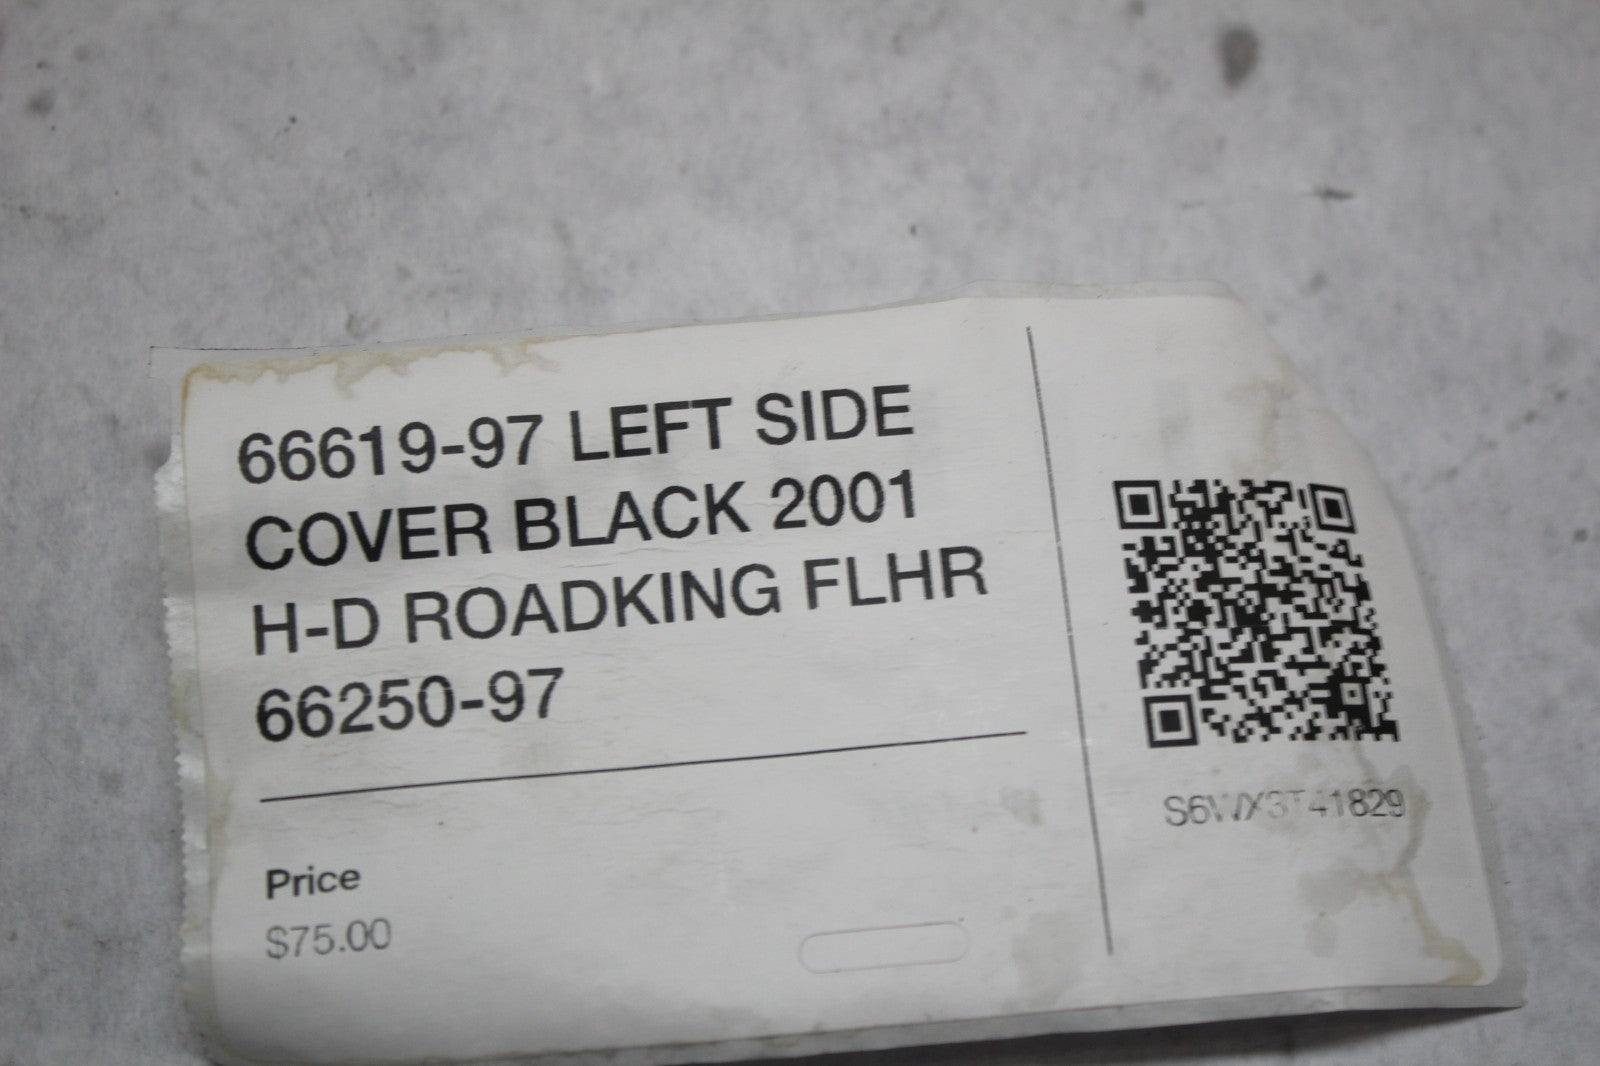 66619-97 LEFT SIDE
COVER BLACK 2001
H-D ROADKING FLHR
66250-97
Price
$75.00
S6WX3T41829